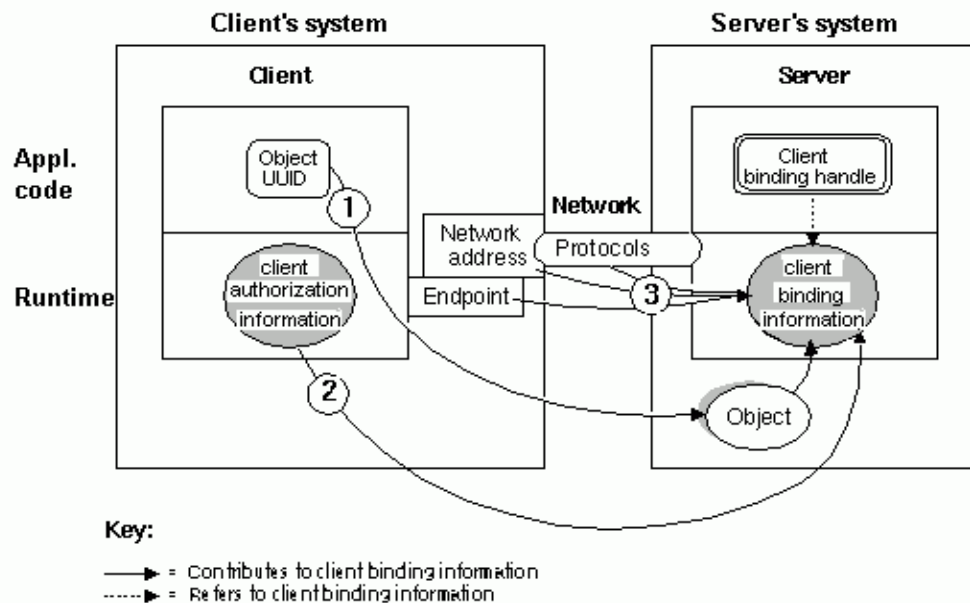 Client's system
Server's system
Client
Server
Appl.
code
Object
UUID
Client
binding handle
1
Network
Network
address
Protocols
Runtime
client
authorization
information
Endpoint
3
client
binding
information
2
Object
Key:
= Contributes to client binding information
= Refers to client binding information